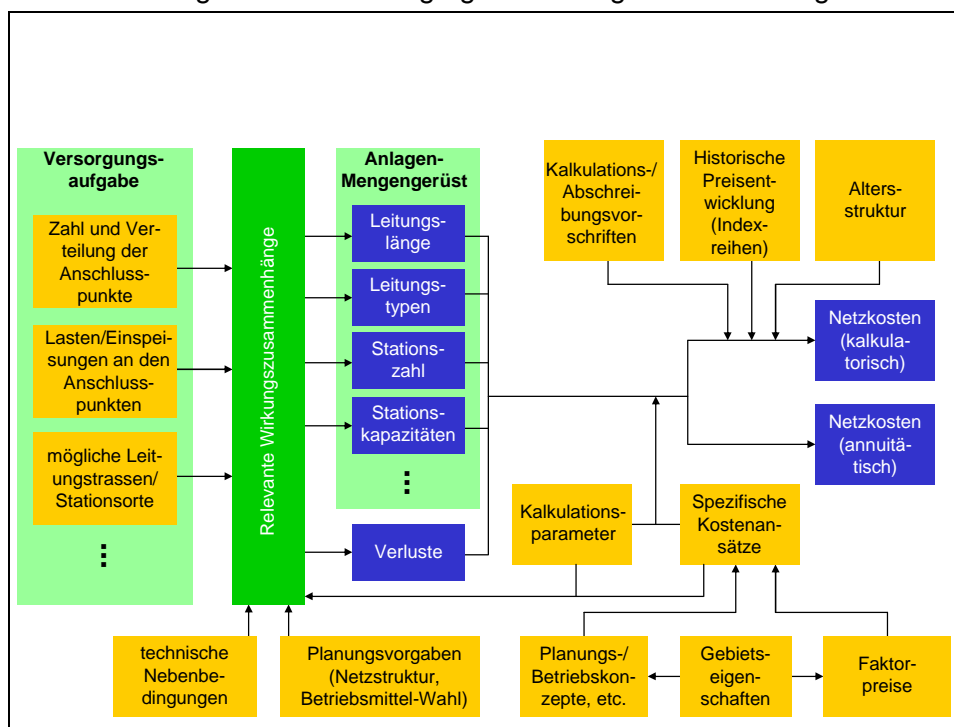 Versorgungs-
aufgabe
Zahl und Ver-
teilung der
Anschluss-
punkte
Lasten/Einspei-
sungen an den
Anschluss-
punkten
mögliche Lei-
tungstrassen/
Stationsorte
Relevante Wirkungszusammenhänge
Anlagen-
Mengengerüst
Leitungs-
länge
Leitungs-
typen
Stations-
zahl
Stations-
kapazitäten
Verluste
Kalkulations-/
Abschrei-
bungsvor-
schriften
Historische
Preisent-
wicklung
(Index-
reihen)
Alters-
struktur
Netzkosten
(kalkula-
torisch)
Netzkosten
(annuitä-
tisch)
Kalkulations-
parameter
Spezifische
Kostenan-
sätze
technische
Nebenbe-
dingungen
Planungsvorgaben
(Netzstruktur,
Betriebsmittel-Wahl)
Planungs-/
Betriebskon-
zepte, etc.
Gebiets-
eigen-
schaften
Faktor-
preise